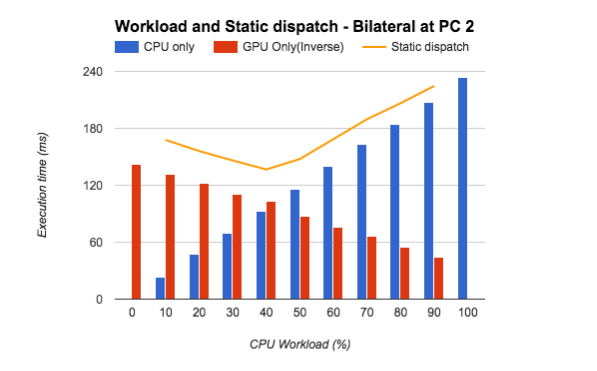 Workload and Static dispatch - Bilateral at PC 2
CPU only GPU Only(Inverse) Static dispatch
240
180
120
60
0
Execution time (ms)
0 10 20 30 40 50 60 70 80 90 100
CPU Workload (%)